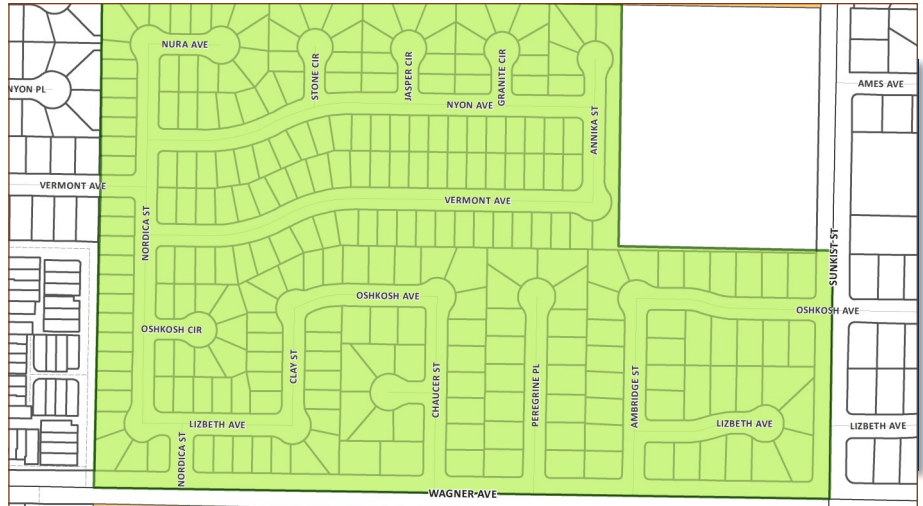 NURA AVE
STONE CIR
JASPER CIR
GRANITE CIR
NYON PL
AMES AVE
NYON AVE
ANNIKA ST
VERMONT AVE
VERMONT AVE
NORDICA ST
SUNKIST ST
OSHKOSH AVE
OSHKOSH AVE
OSHKOSH CIR
CLAY ST
CHAUCER ST
PEREGRINE PL
AMBRIDGE ST
LIZBETH AVE
LIZBETH AVE
LIZBETH AVE
NORDICA ST
WAGNER AVE